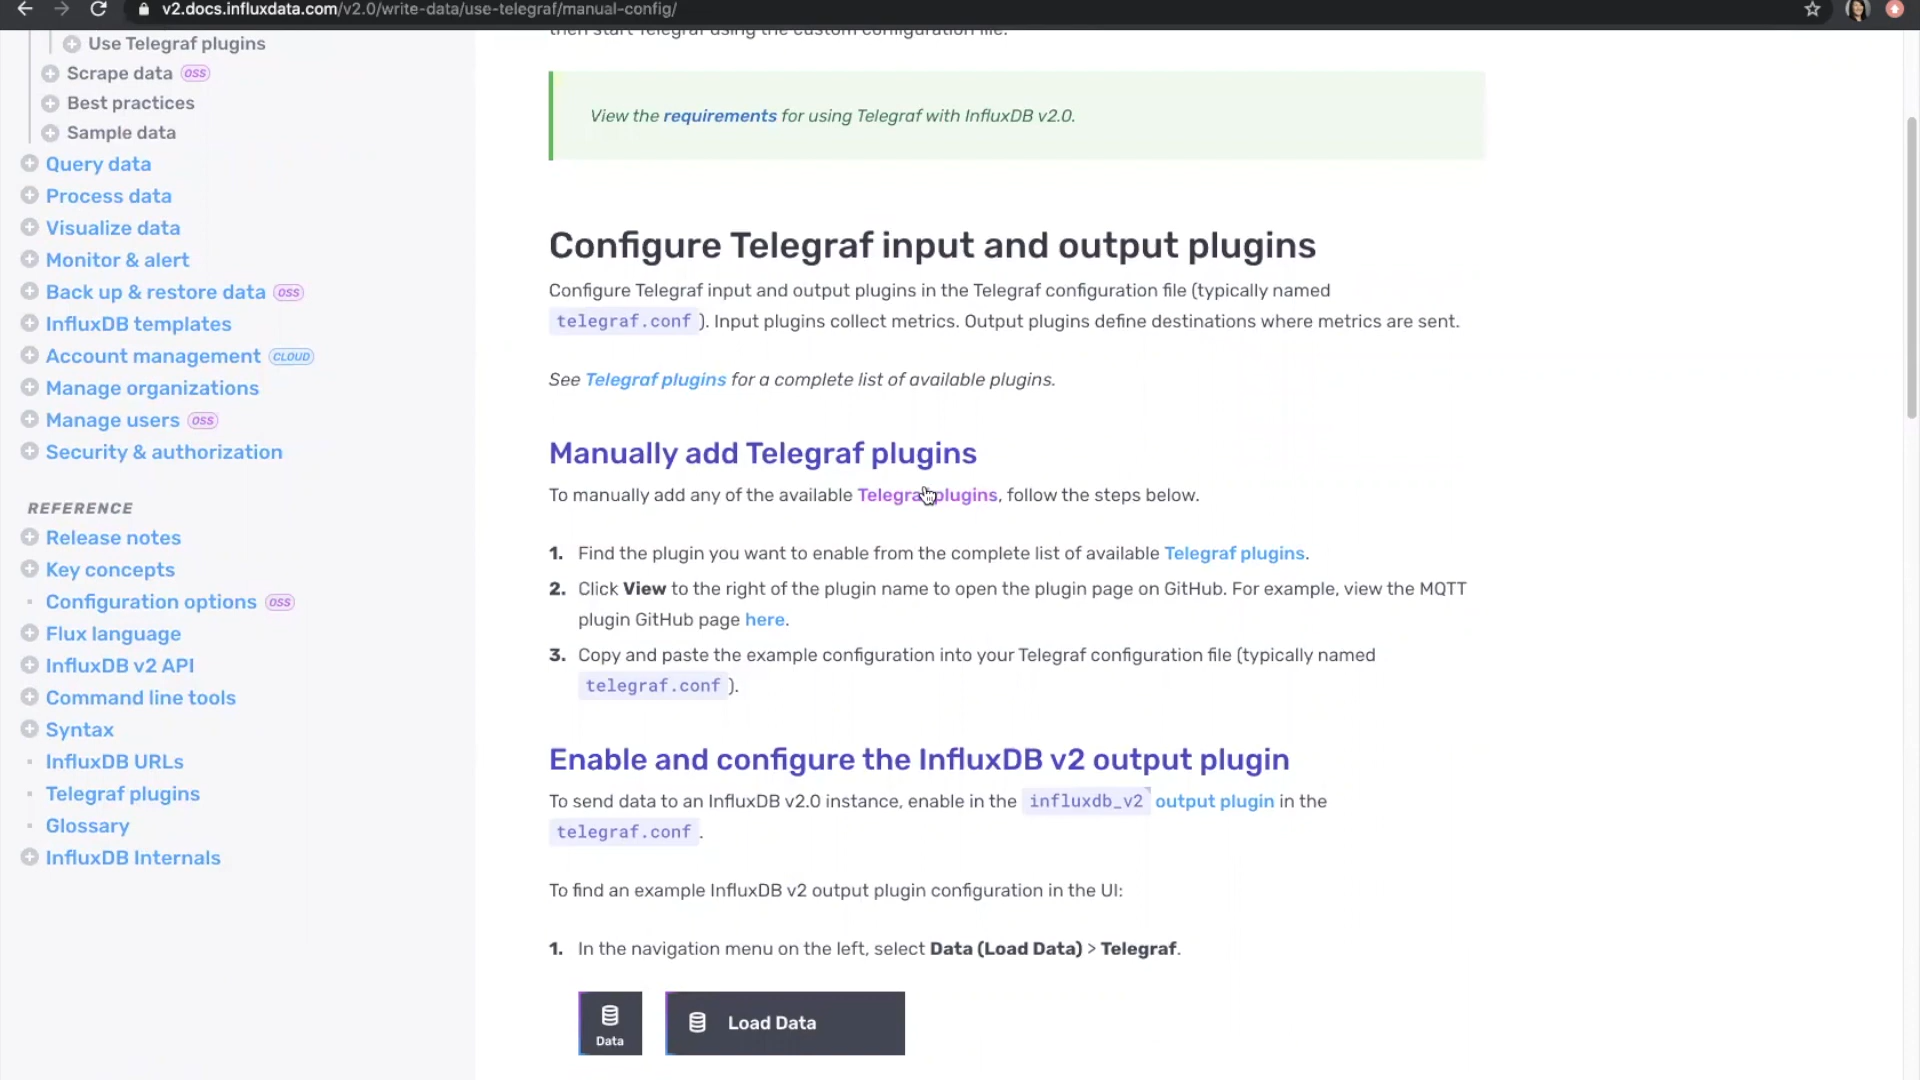 v2.docs.influxdata.com/v2.0/write-data/use-telegraf/manual-config/
Use Telegraf plugins
Scrape data OSS
Best practices
Sample data
Query data
Process data
Visualize data
Monitor & alert
Back up & restore data OSS
InfluxDB templates
Account management CLOUD
Manage organizations
Manage users OSS
Security & authorization
REFERENCE
Release notes
Key concepts
Configuration options OSS
Flux language
InfluxDB v2 API
Command line tools
Syntax
InfluxDB URLs
Telegraf plugins
Glossary
InfluxDB Internals
then start Telegraf using the custom configuration file.
View the requirements for using Telegraf with InfluxDB v2.0.
Configure Telegraf input and output plugins
Configure Telegraf input and output plugins in the Telegraf configuration file (typically named
telegraf.conf ). Input plugins collect metrics. Output plugins define destinations where metrics are sent.
See Telegraf plugins for a complete list of available plugins.
Manually add Telegraf plugins
To manually add any of the available Telegraf plugins, follow the steps below.
1. Find the plugin you want to enable from the complete list of available Telegraf plugins.
2. Click View to the right of the plugin name to open the plugin page on GitHub. For example, view the MQTT
plugin GitHub page here.
3. Copy and paste the example configuration into your Telegraf configuration file (typically named
telegraf.conf ).
Enable and configure the InfluxDB v2 output plugin
To send data to an InfluxDB v2.0 instance, enable in the influxdb_v2 output plugin in the
telegraf.conf .
To find an example InfluxDB v2 output plugin configuration in the UI:
1. In the navigation menu on the left, select Data (Load Data) > Telegraf.
Data
Load Data